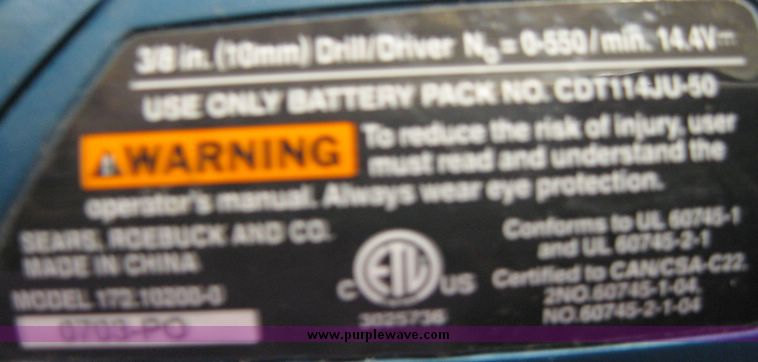 3/8 in. (10mm) Drill/Driver No = 0-550/min. 14.4V⎓
USE ONLY BATTERY PACK NO. CDT114JU-50
WARNING To reduce the risk of injury, user
must read and understand the
operator's manual. Always wear eye protection.
SEARS, ROEBUCK AND CO.
MADE IN CHINA
MODEL 172.10200-0
0703-PO
C ETL US
3025736
Conforms to UL 60745-1
and UL 60745-2-1
Certified to CAN/CSA-C22.
2NO.60745-1-04,
NO.60745-2-1-04
www.purplewave.com